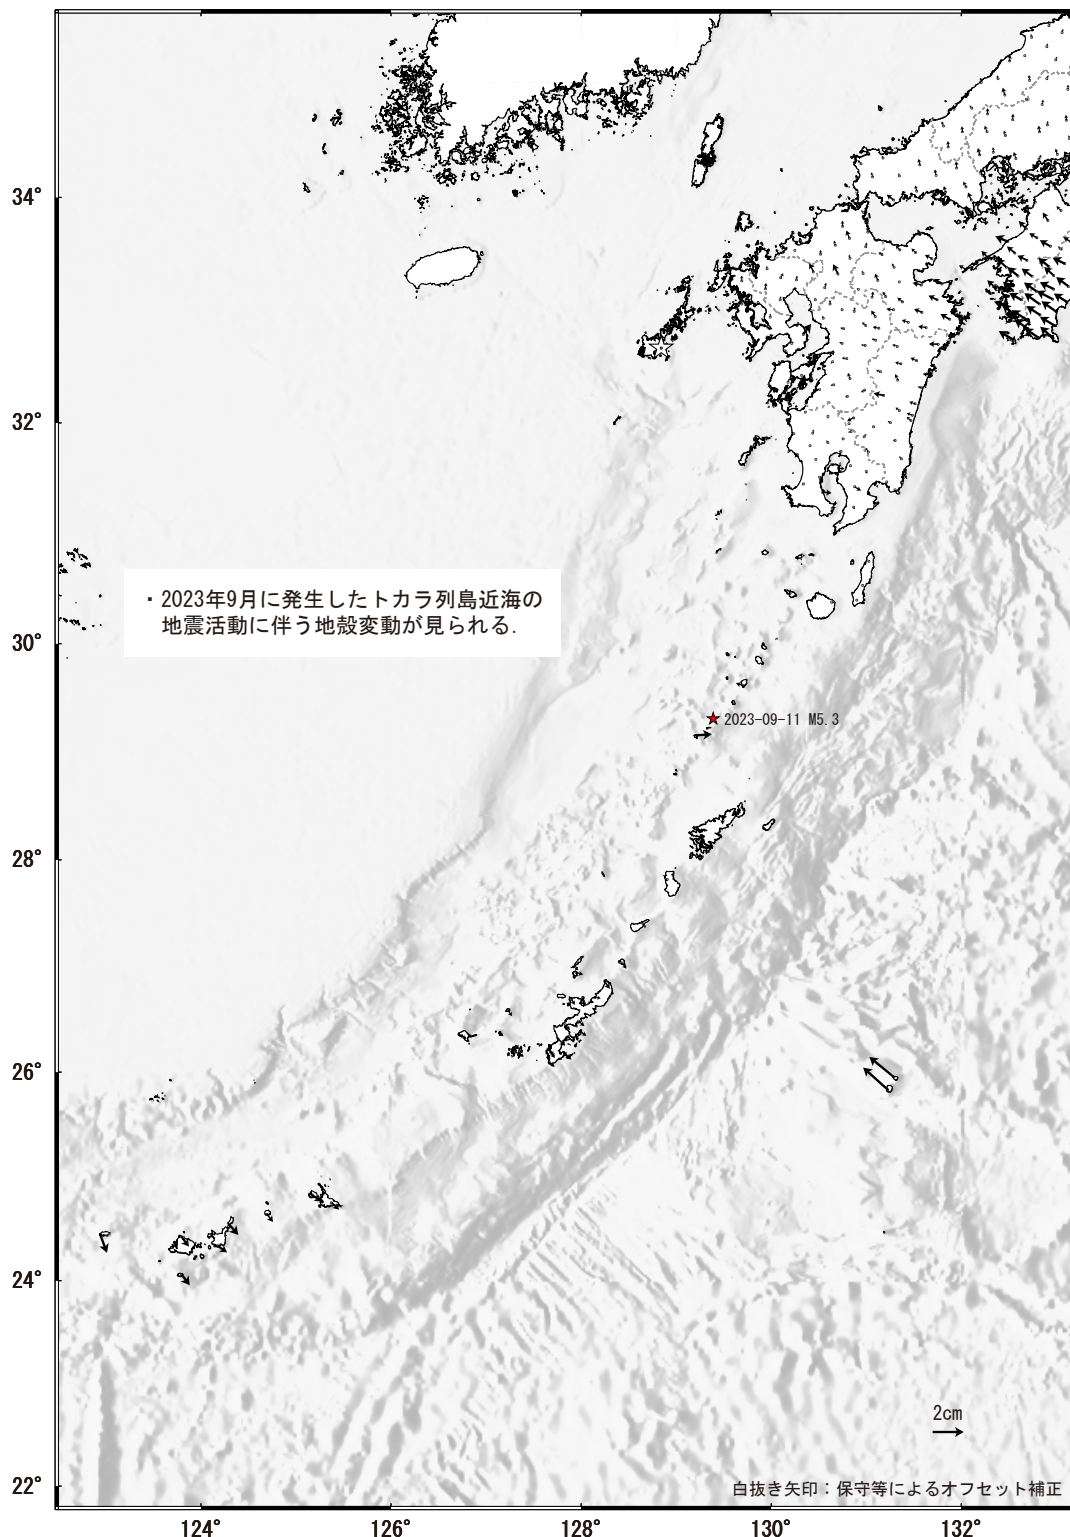 34°
32°
・2023年9月に発生したトカラ列島近海の
地震活動に伴う地殻変動が見られる.
30°
2023-09-11 M5.3
28°
26°
24°
2cm
22°
白抜き矢印：保守等によるオフセット補正
124°
126°
128°
130°
132°